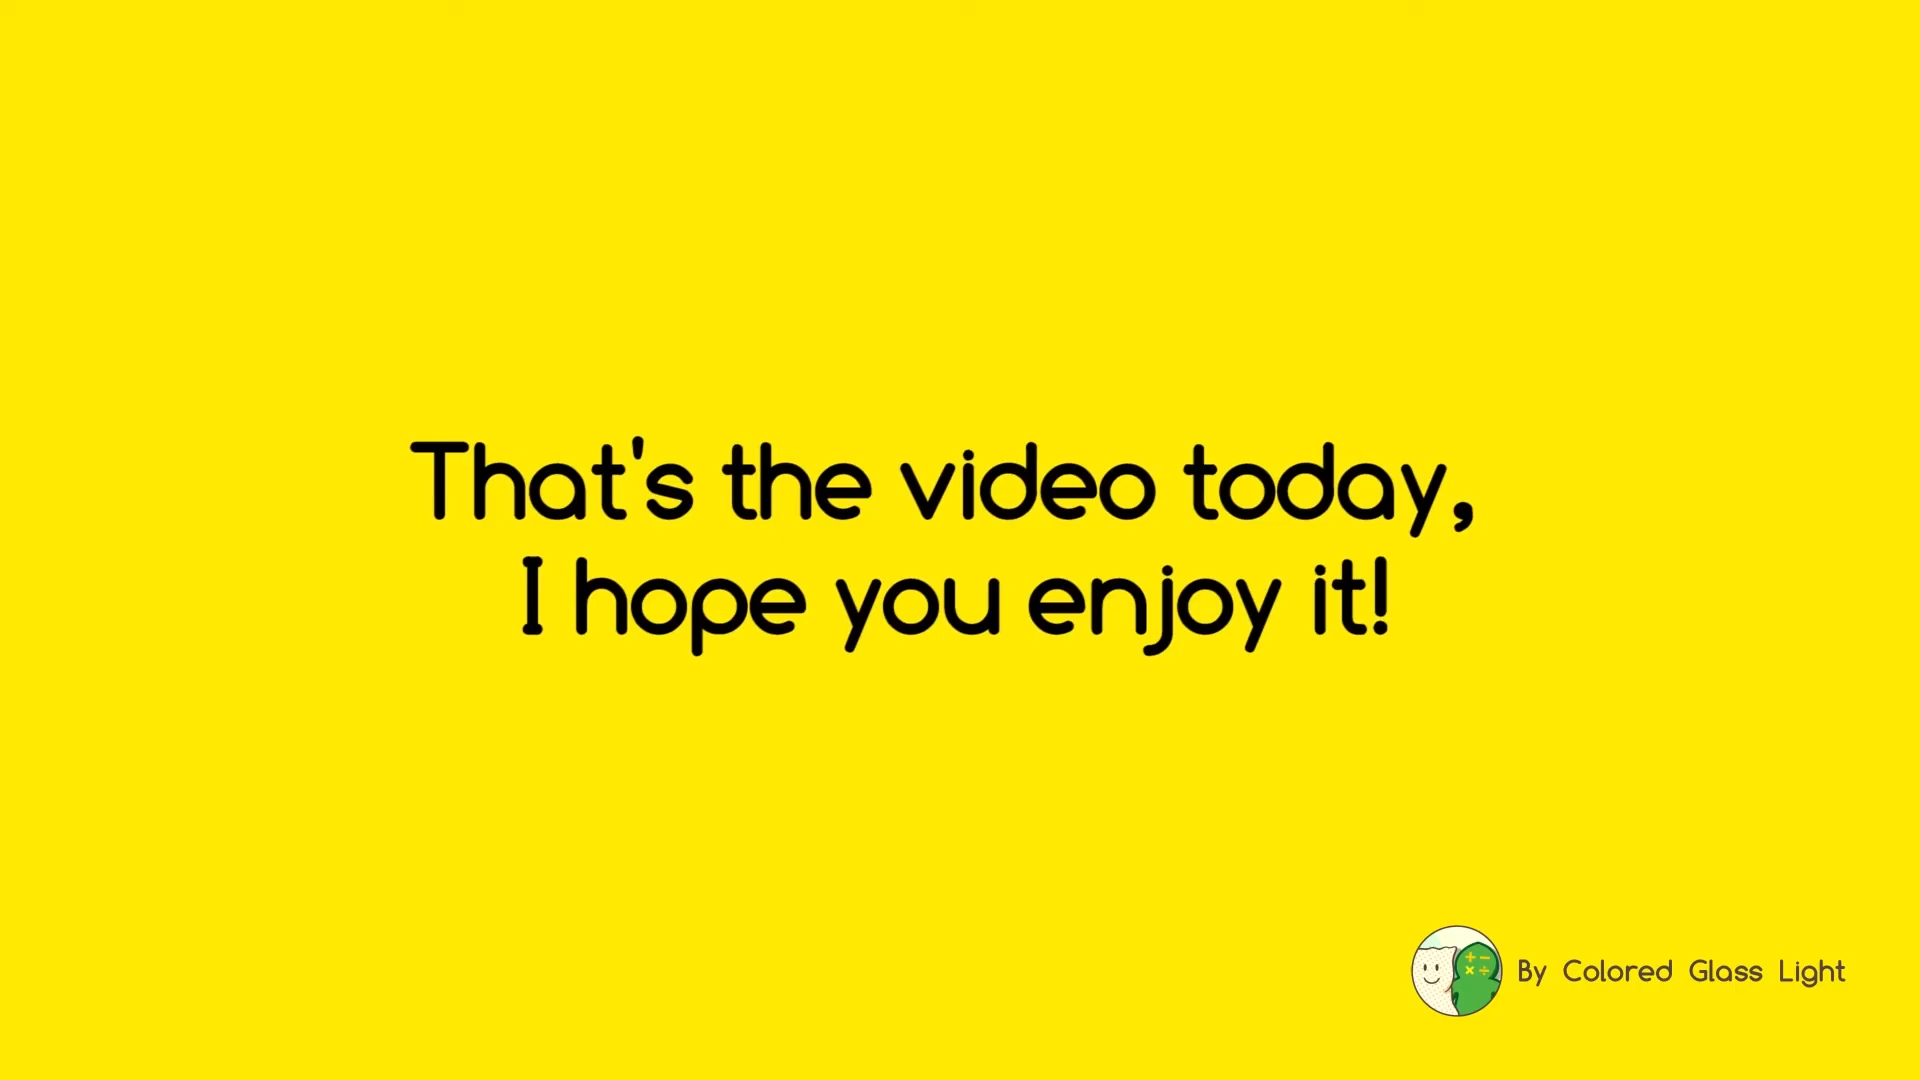 That's the video today,
I hope you enjoy it!
By Colored Glass Light